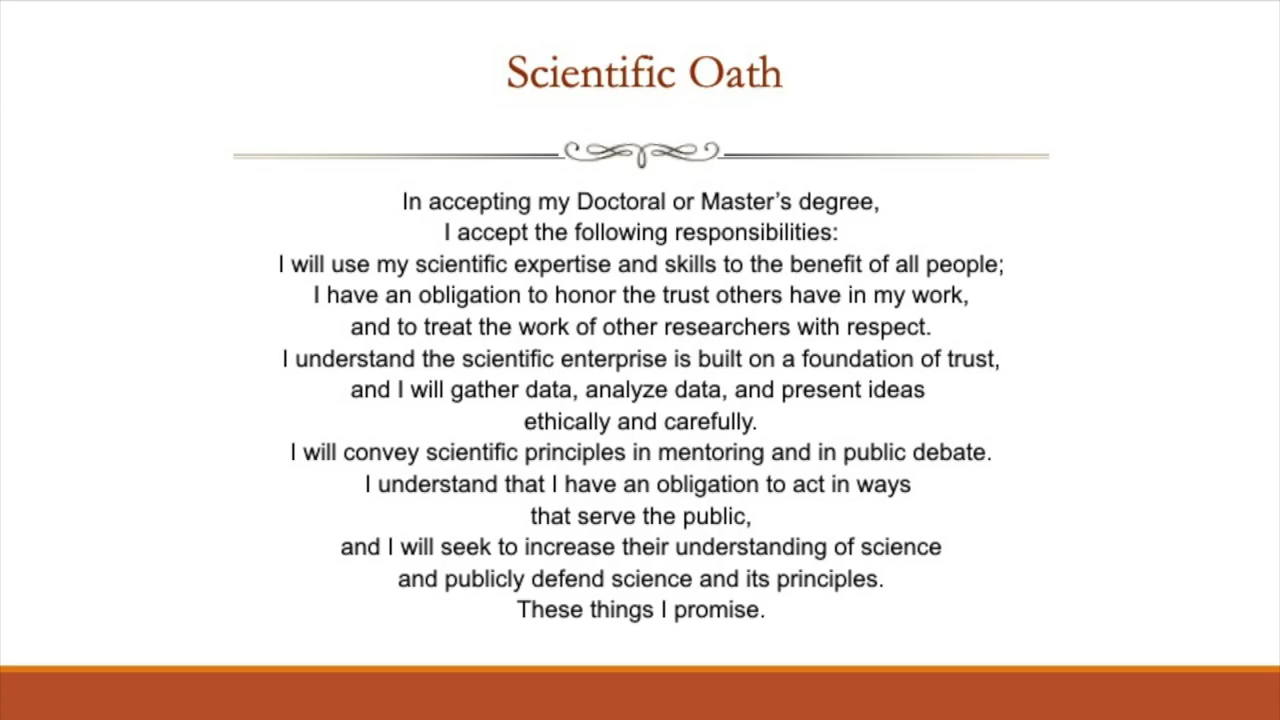 Scientific Oath
In accepting my Doctoral or Master’s degree,
I accept the following responsibilities:
I will use my scientific expertise and skills to the benefit of all people;
I have an obligation to honor the trust others have in my work,
and to treat the work of other researchers with respect.
I understand the scientific enterprise is built on a foundation of trust,
and I will gather data, analyze data, and present ideas
ethically and carefully.
I will convey scientific principles in mentoring and in public debate.
I understand that I have an obligation to act in ways
that serve the public,
and I will seek to increase their understanding of science
and publicly defend science and its principles.
These things I promise.